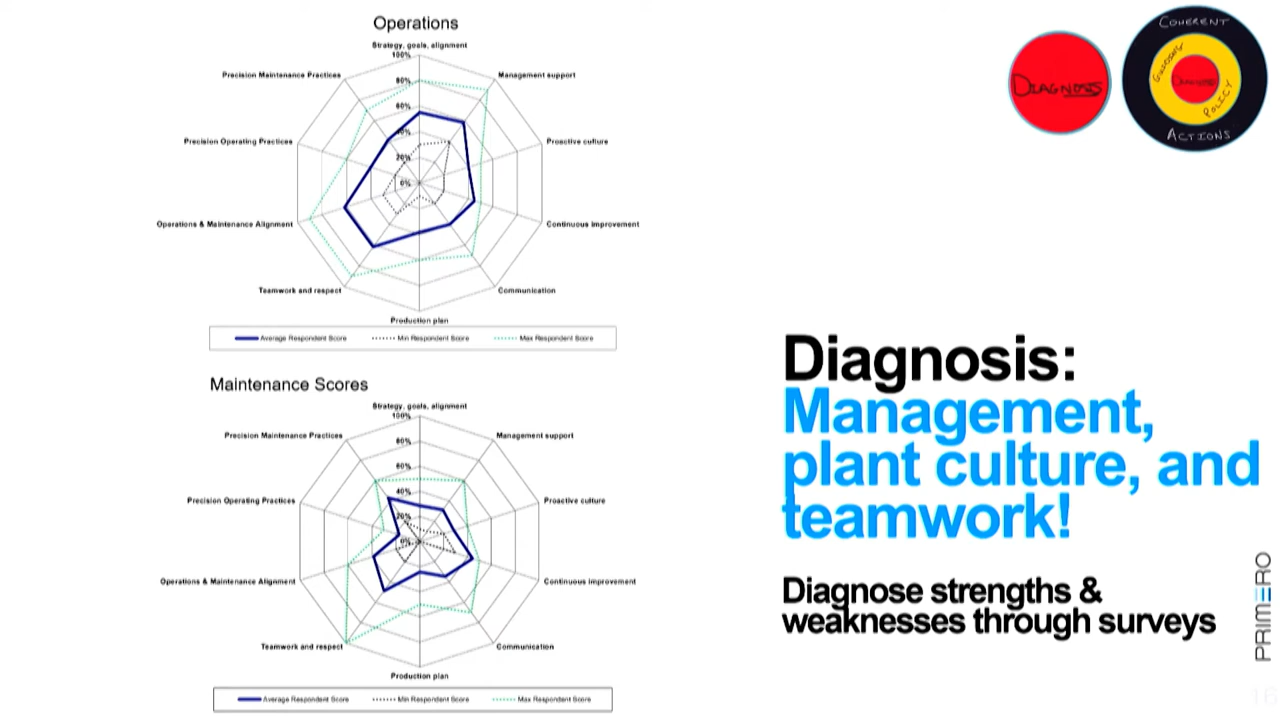 Operations
Strategy, goals, alignment
100%
Precision Maintenance Practices
Management support
80%
60%
Precision Operating Practices
Proactive culture
40%
20%
0%
Operations & Maintenance Alignment
Continuous Improvement
Teamwork and respect
Communication
Production plan
Average Respondent Score
Min Respondent Score
Max Respondent Score
Maintenance Scores
Strategy, goals, alignment
100%
Precision Maintenance Practices
Management support
80%
60%
40%
Precision Operating Practices
Proactive culture
20%
0%
Operations & Maintenance Alignment
Continuous Improvement
Teamwork and respect
Communication
Production plan
Average Respondent Score
Min Respondent Score
Max Respondent Score
DIAGNOSIS
COHERENT
GUIDING
DIAGNOSIS
POLICY
ACTIONS
Diagnosis:
Management,
plant culture, and
teamwork!
Diagnose strengths &
weaknesses through surveys
PRIMERO
16